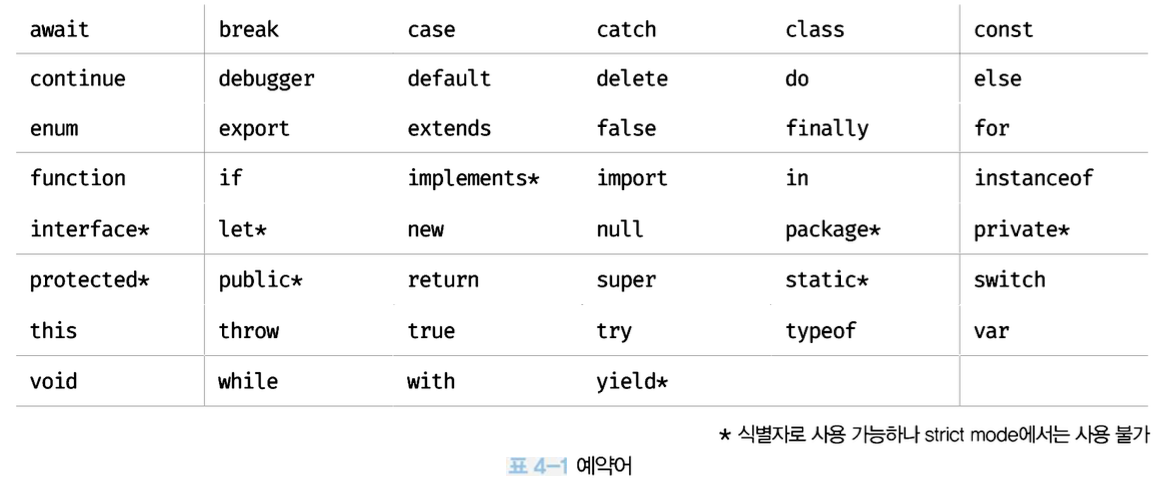 await break case catch class const
continue debugger default delete do else
enum export extends false finally for
function if implements* import in instanceof
interface* let* new null package* private*
protected* public* return super static* switch
this throw true try typeof var
void while with yield*
* 식별자로 사용 가능하나 strict mode에서는 사용 불가
표 4-1 예약어